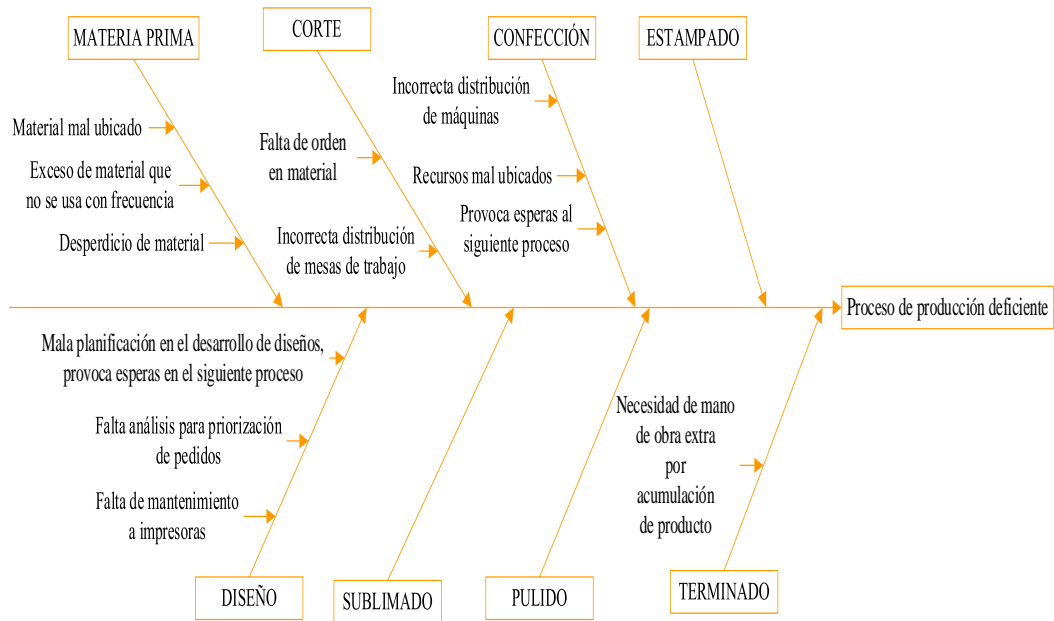 MATERIA PRIMA
CORTE
CONFECCIÓN
ESTAMPADO
Material mal ubicado
Exceso de material que
no se usa con frecuencia
Desperdicio de material
Falta de orden
en material
Incorrecta distribución
de mesas de trabajo
Incorrecta distribución
de máquinas
Recursos mal ubicados
Provoca esperas al
siguiente proceso
Proceso de producción deficiente
Mala planificación en el desarrollo de diseños,
provoca esperas en el siguiente proceso
Falta análisis para priorización
de pedidos
Falta de mantenimiento
a impresoras
Necesidad de mano
de obra extra
por
acumulación
de producto
DISEÑO
SUBLIMADO
PULIDO
TERMINADO